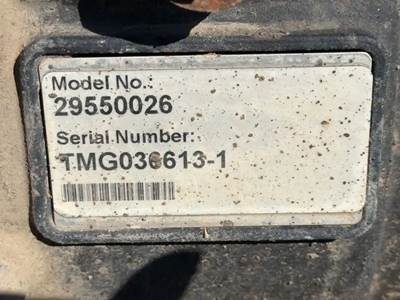 Model No.:
29550026
Serial Number:
TMG036613-1